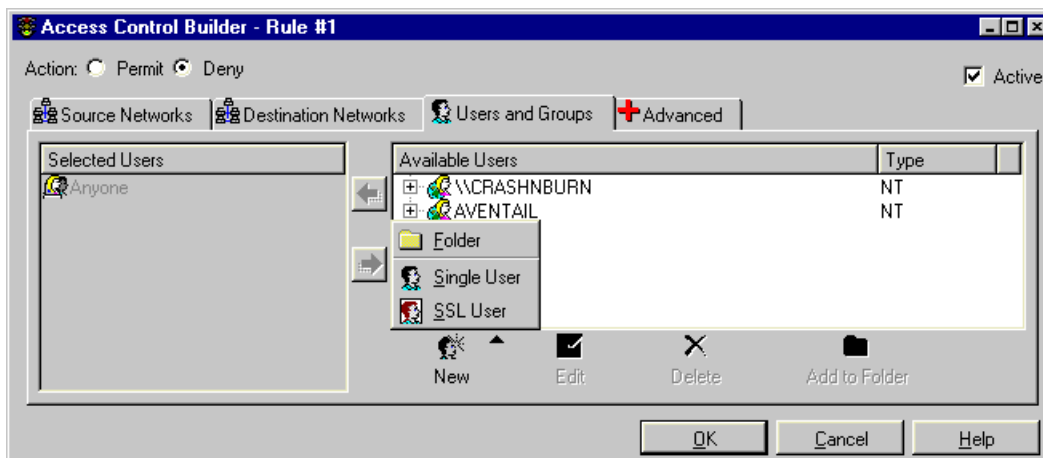 Access Control Builder - Rule #1
Action: Permit Deny
Active
Source Networks Destination Networks Users and Groups Advanced
Selected Users
Anyone
Available Users Type
\\CRASHNBURN NT
AVENTAIL NT
Folder
Single User
SSL User
New Edit Delete Add to Folder
OK Cancel Help